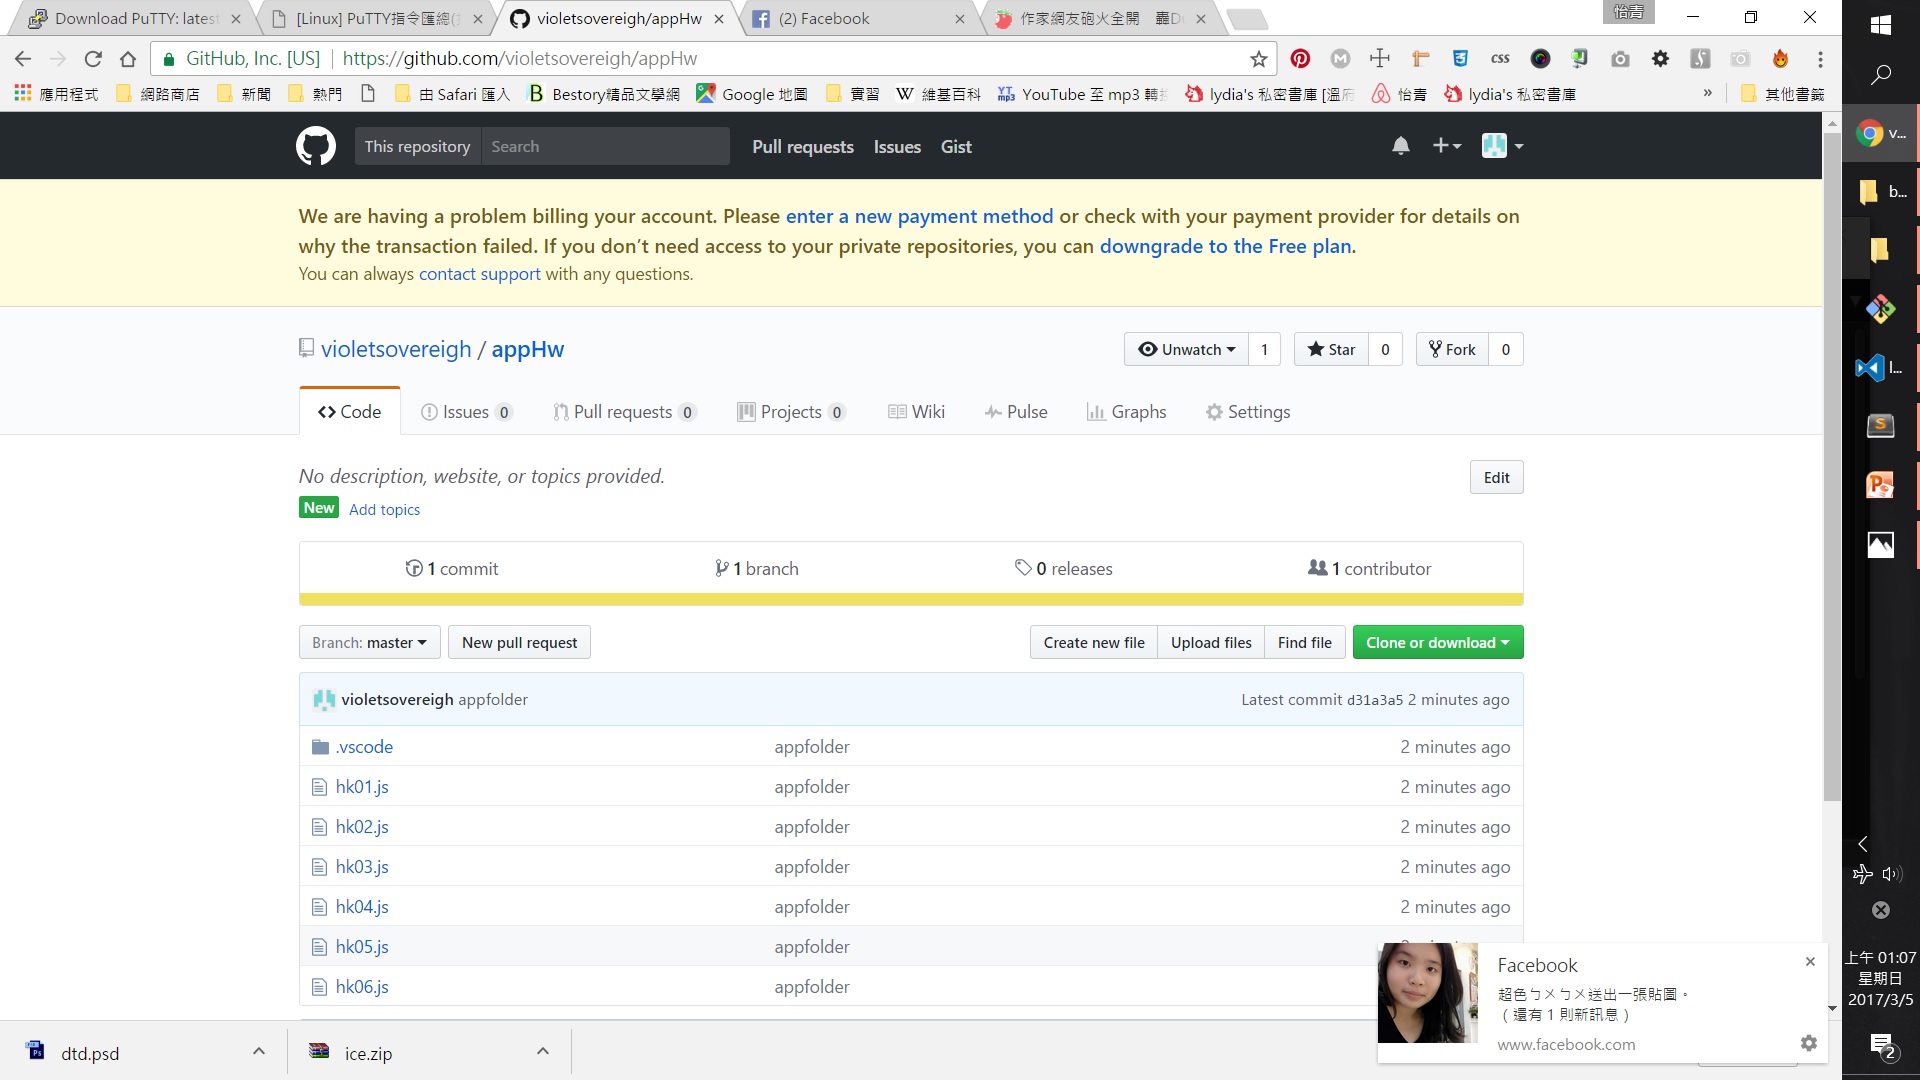 Download PuTTY: latest
[Linux] PuTTY指令匯總(
violetsovereigh/appHw
(2) Facebook
作家網友砲火全開　轟D
怡青
GitHub, Inc. [US]
https://github.com/violetsovereigh/appHw
應用程式
網路商店
新聞
熱門
由 Safari 匯入
Bestory精品文學網
Google 地圖
實習
維基百科
YouTube 至 mp3 轉
lydia's 私密書庫 [溫
怡青
lydia's 私密書庫
»
其他書籤
This repository
Search
Pull requests
Issues
Gist
We are having a problem billing your account. Please enter a new payment method or check with your payment provider for details on
why the transaction failed. If you don’t need access to your private repositories, you can downgrade to the Free plan.
You can always contact support with any questions.
violetsovereigh / appHw
Unwatch 1
Star 0
Fork 0
Code
Issues 0
Pull requests 0
Projects 0
Wiki
Pulse
Graphs
Settings
No description, website, or topics provided.
Edit
New Add topics
1 commit
1 branch
0 releases
1 contributor
Branch: master
New pull request
Create new file
Upload files
Find file
Clone or download
violetsovereigh appfolder
Latest commit d31a3a5 2 minutes ago
.vscode appfolder 2 minutes ago
hk01.js appfolder 2 minutes ago
hk02.js appfolder 2 minutes ago
hk03.js appfolder 2 minutes ago
hk04.js appfolder 2 minutes ago
hk05.js appfolder
hk06.js appfolder
Facebook
超色ㄅㄨㄅㄨ送出一張貼圖。
（還有 1 則新訊息）
www.facebook.com
dtd.psd
ice.zip
v...
b...
l...
上午 01:07
星期日
2017/3/5
2